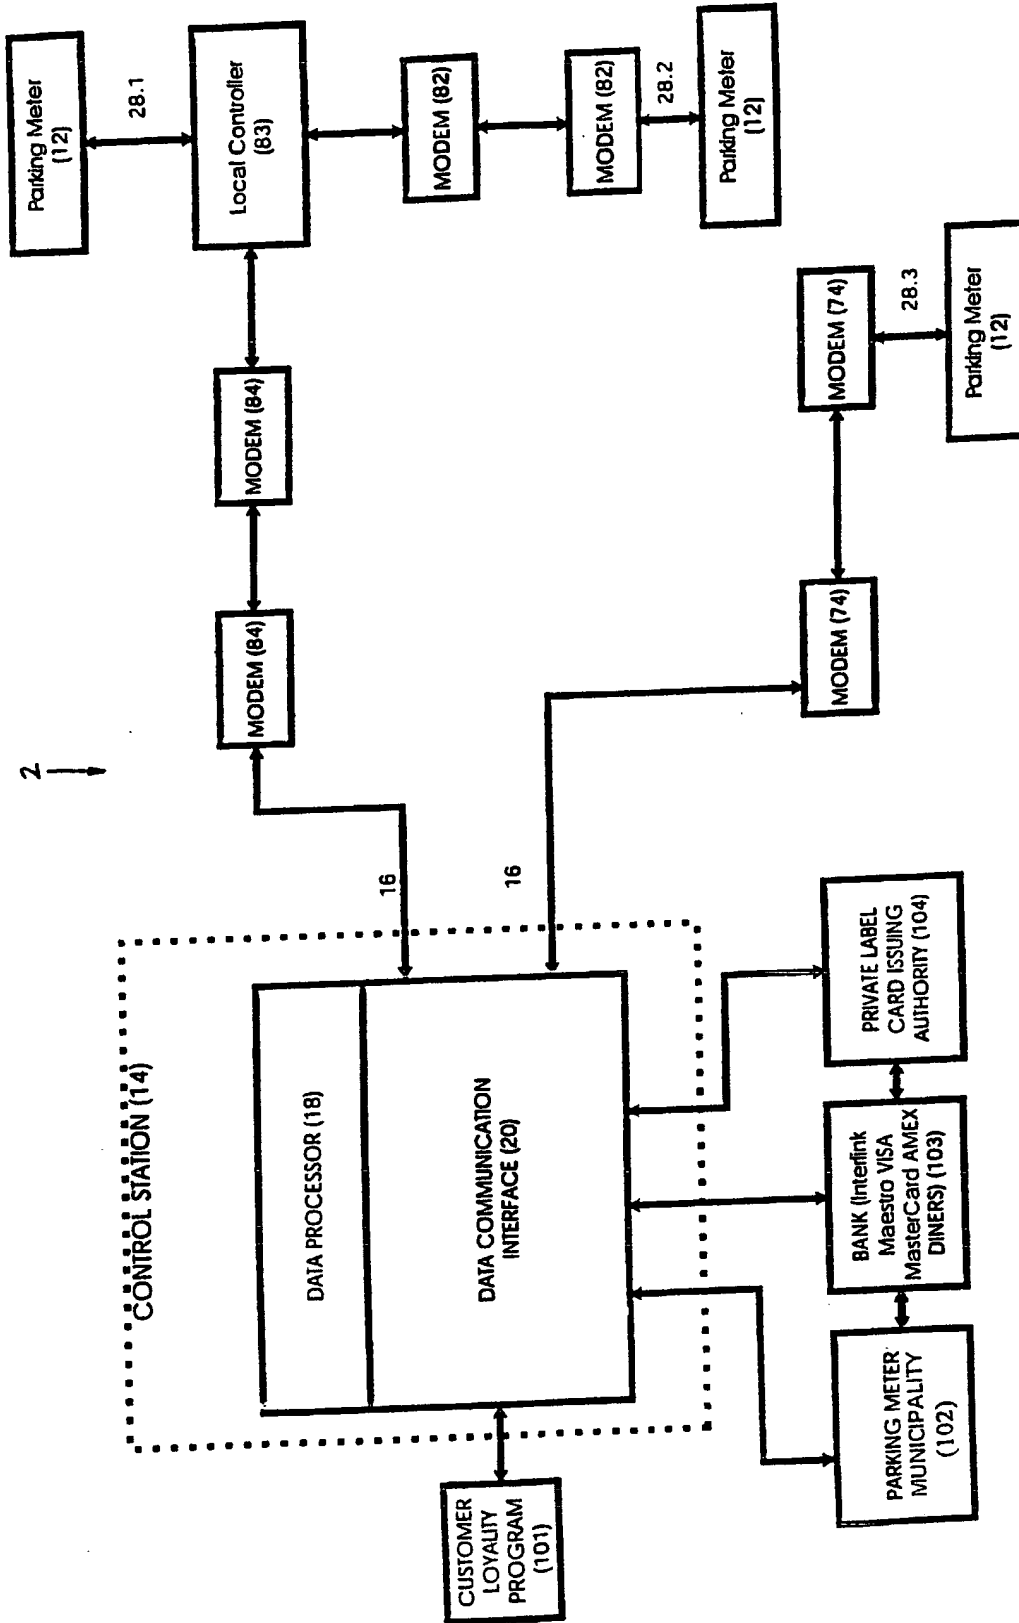 2
CONTROL STATION (14)
DATA PROCESSOR (18)
DATA COMMUNICATION
INTERFACE (20)
CUSTOMER
LOYALITY
PROGRAM
(101)
PARKING METER
MUNICIPALITY
(102)
BANK (Interlink
Maestro VISA
MasterCard AMEX
DINERS) (103)
PRIVATE LABEL
CARD ISSUING
AUTHORITY (104)
16
16
MODEM (84)
MODEM (84)
Local Controller
(83)
28.1
Parking Meter
(12)
MODEM (82)
MODEM (82)
28.2
Parking Meter
(12)
MODEM (74)
MODEM (74)
28.3
Parking Meter
(12)